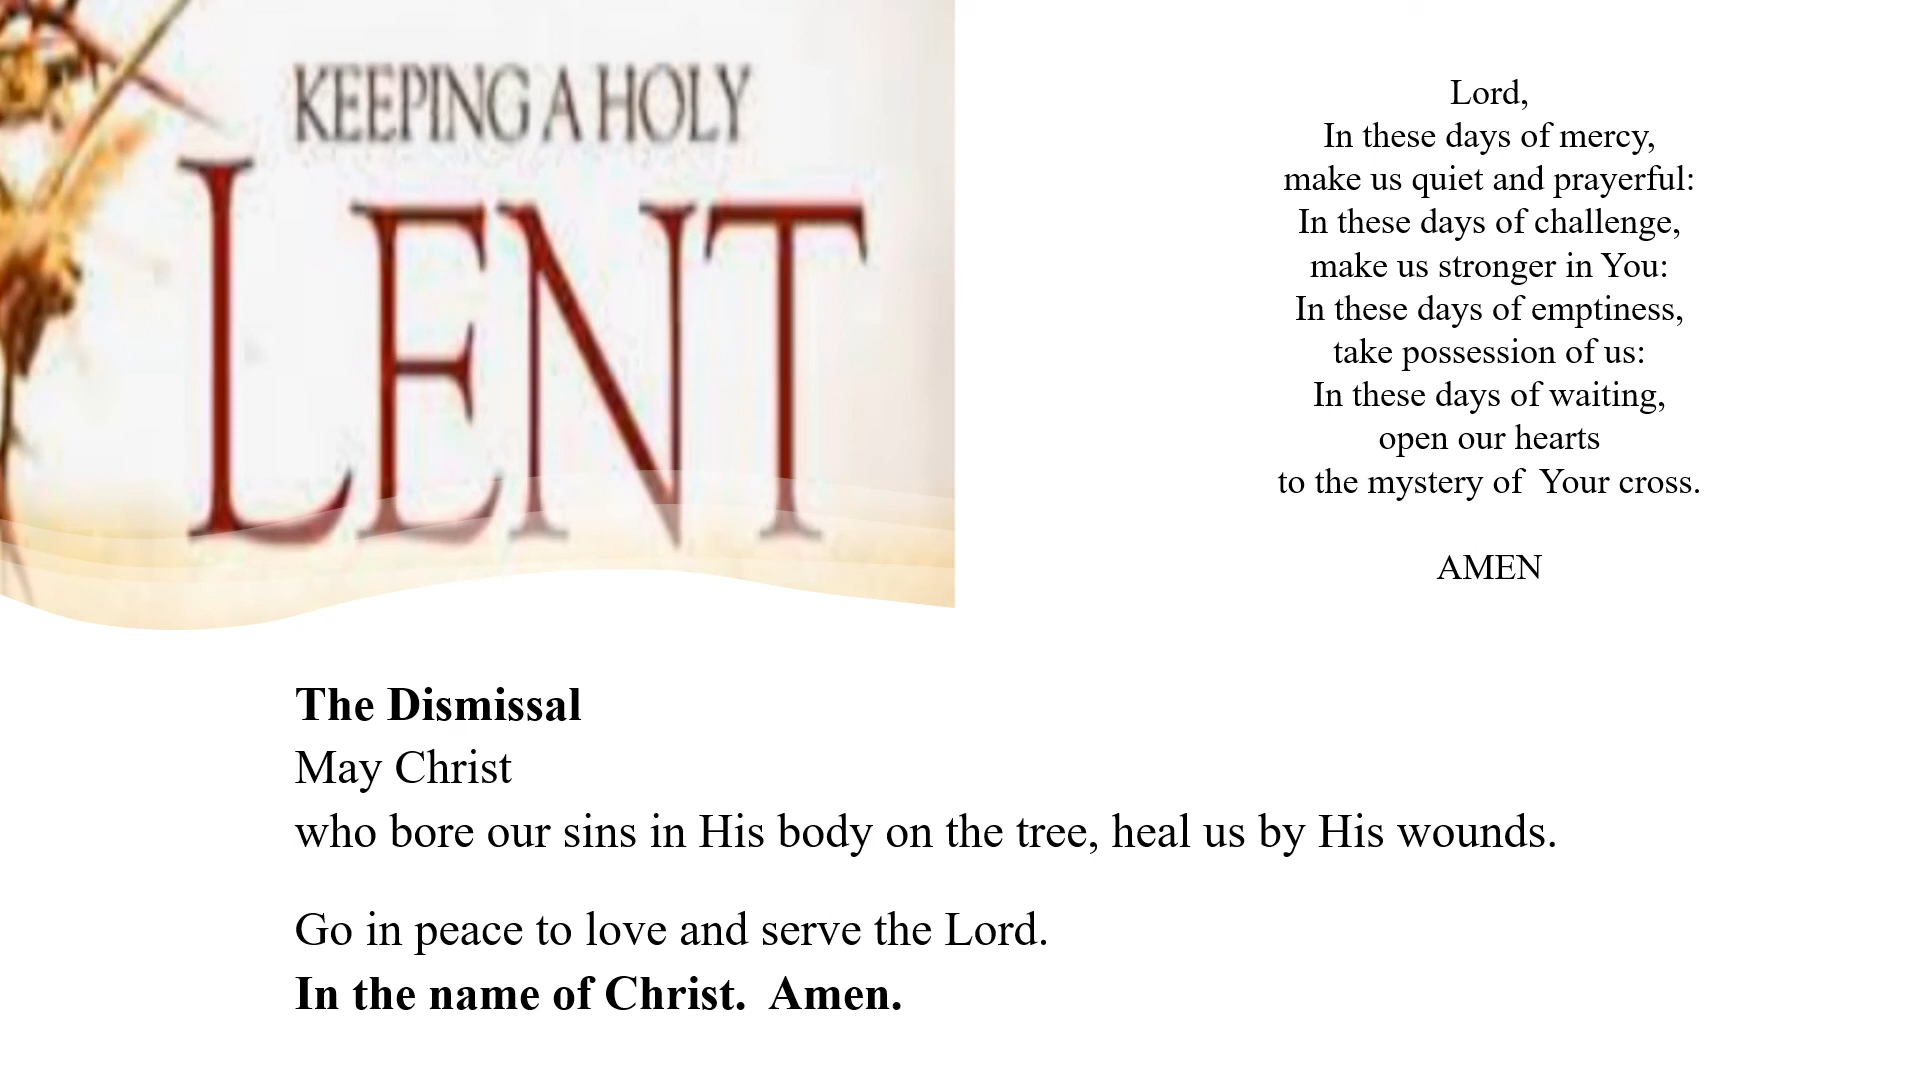 KEEPING A HOLY
LENT
Lord,
In these days of mercy,
make us quiet and prayerful:
In these days of challenge,
make us stronger in You:
In these days of emptiness,
take possession of us:
In these days of waiting,
open our hearts
to the mystery of  Your cross.
AMEN
The Dismissal
May Christ
who bore our sins in His body on the tree, heal us by His wounds.
Go in peace to love and serve the Lord.
In the name of Christ.  Amen.